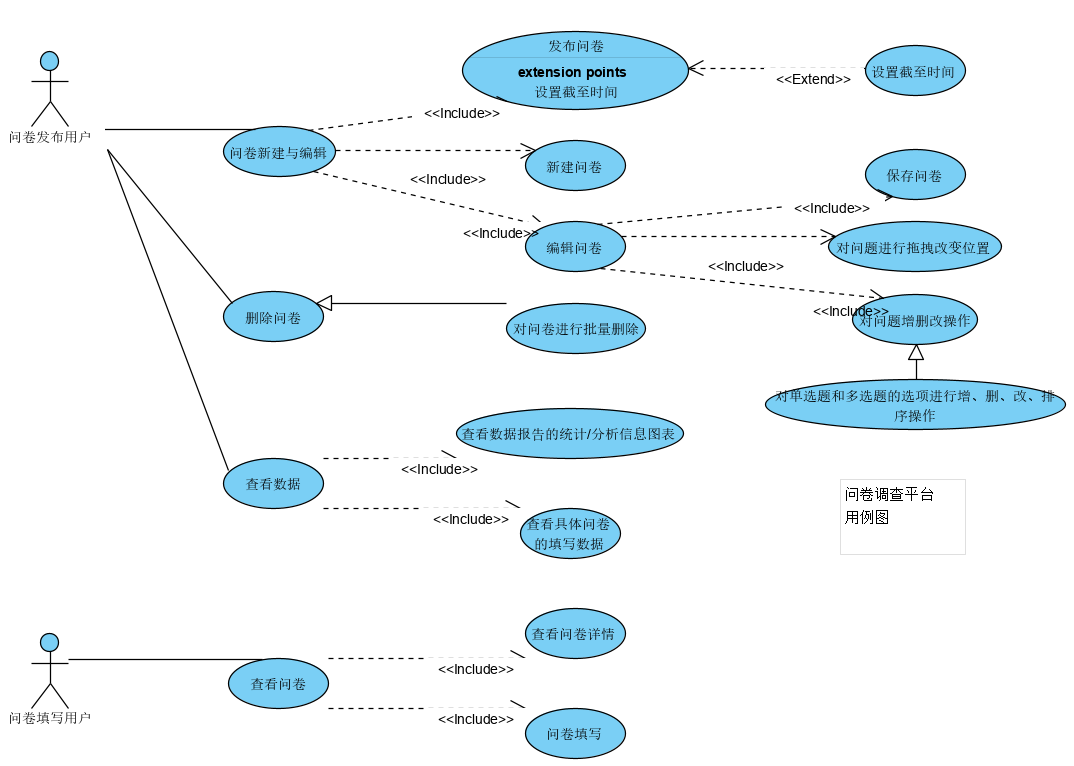 发布问卷
extension points
设置截至时间
设置截至时间
<<Extend>>
<<Include>>
问卷发布用户
问卷新建与编辑
新建问卷
<<Include>>
保存问卷
<<Include>>
<<Include>>
编辑问卷
对问题进行拖拽改变位置
<<Include>>
<<Include>>
对问题增删改操作
删除问卷
对问卷进行批量删除
对单选题和多选题的选项进行增、删、改、排
序操作
查看数据报告的统计/分析信息图表
<<Include>>
查看数据
<<Include>>
查看具体问卷
的填写数据
问卷调查平台
用例图
查看问卷详情
<<Include>>
查看问卷
问卷填写用户
<<Include>>
问卷填写